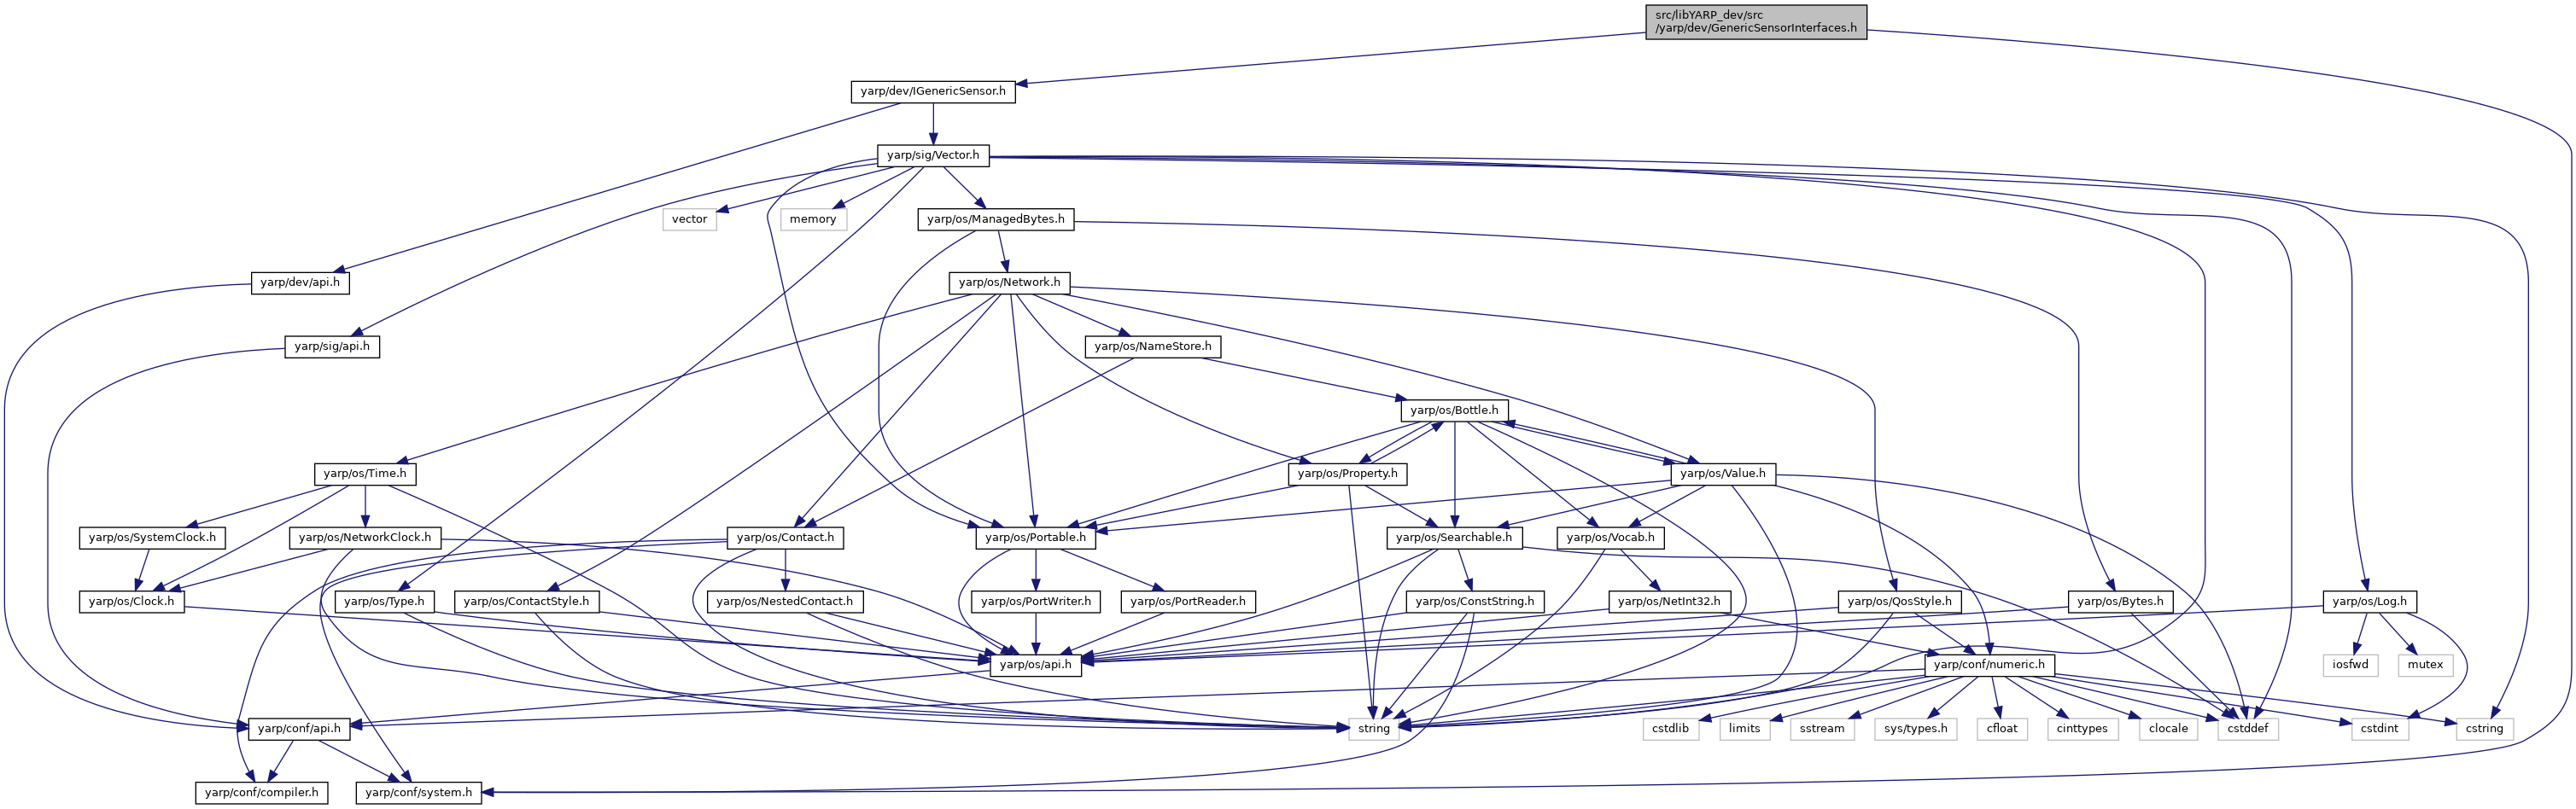 src/libYARP_dev/src
/yarp/dev/GenericSensorInterfaces.h
yarp/dev/IGenericSensor.h
yarp/sig/Vector.h
vector
memory
yarp/os/ManagedBytes.h
yarp/dev/api.h
yarp/os/Network.h
yarp/sig/api.h
yarp/os/NameStore.h
yarp/os/Bottle.h
yarp/os/Time.h
yarp/os/Property.h
yarp/os/Value.h
yarp/os/SystemClock.h
yarp/os/NetworkClock.h
yarp/os/Contact.h
yarp/os/Portable.h
yarp/os/Searchable.h
yarp/os/Vocab.h
yarp/os/Clock.h
yarp/os/Type.h
yarp/os/ContactStyle.h
yarp/os/NestedContact.h
yarp/os/PortWriter.h
yarp/os/PortReader.h
yarp/os/ConstString.h
yarp/os/NetInt32.h
yarp/os/QosStyle.h
yarp/os/Bytes.h
yarp/os/Log.h
yarp/os/api.h
yarp/conf/numeric.h
iosfwd
mutex
yarp/conf/api.h
string
cstdlib
limits
sstream
sys/types.h
cfloat
cinttypes
clocale
cstddef
cstdint
cstring
yarp/conf/compiler.h
yarp/conf/system.h